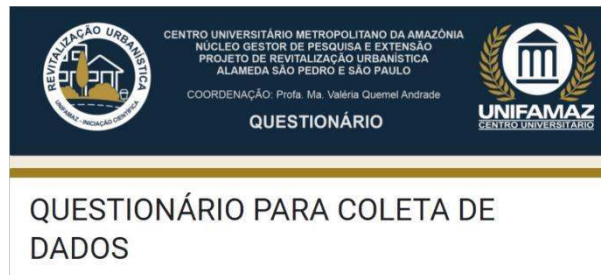 REVITALIZAÇÃO URBANÍSTICA
UNIFAMAZ - INICIAÇÃO CIENTÍFICA
CENTRO UNIVERSITÁRIO METROPOLITANO DA AMAZÔNIA
NÚCLEO GESTOR DE PESQUISA E EXTENSÃO
PROJETO DE REVITALIZAÇÃO URBANÍSTICA
ALAMEDA SÃO PEDRO E SÃO PAULO
COORDENAÇÃO: Profa. Ma. Valéria Quemel Andrade
QUESTIONÁRIO
UNIFAMAZ
CENTRO UNIVERSITÁRIO
QUESTIONÁRIO PARA COLETA DE
DADOS